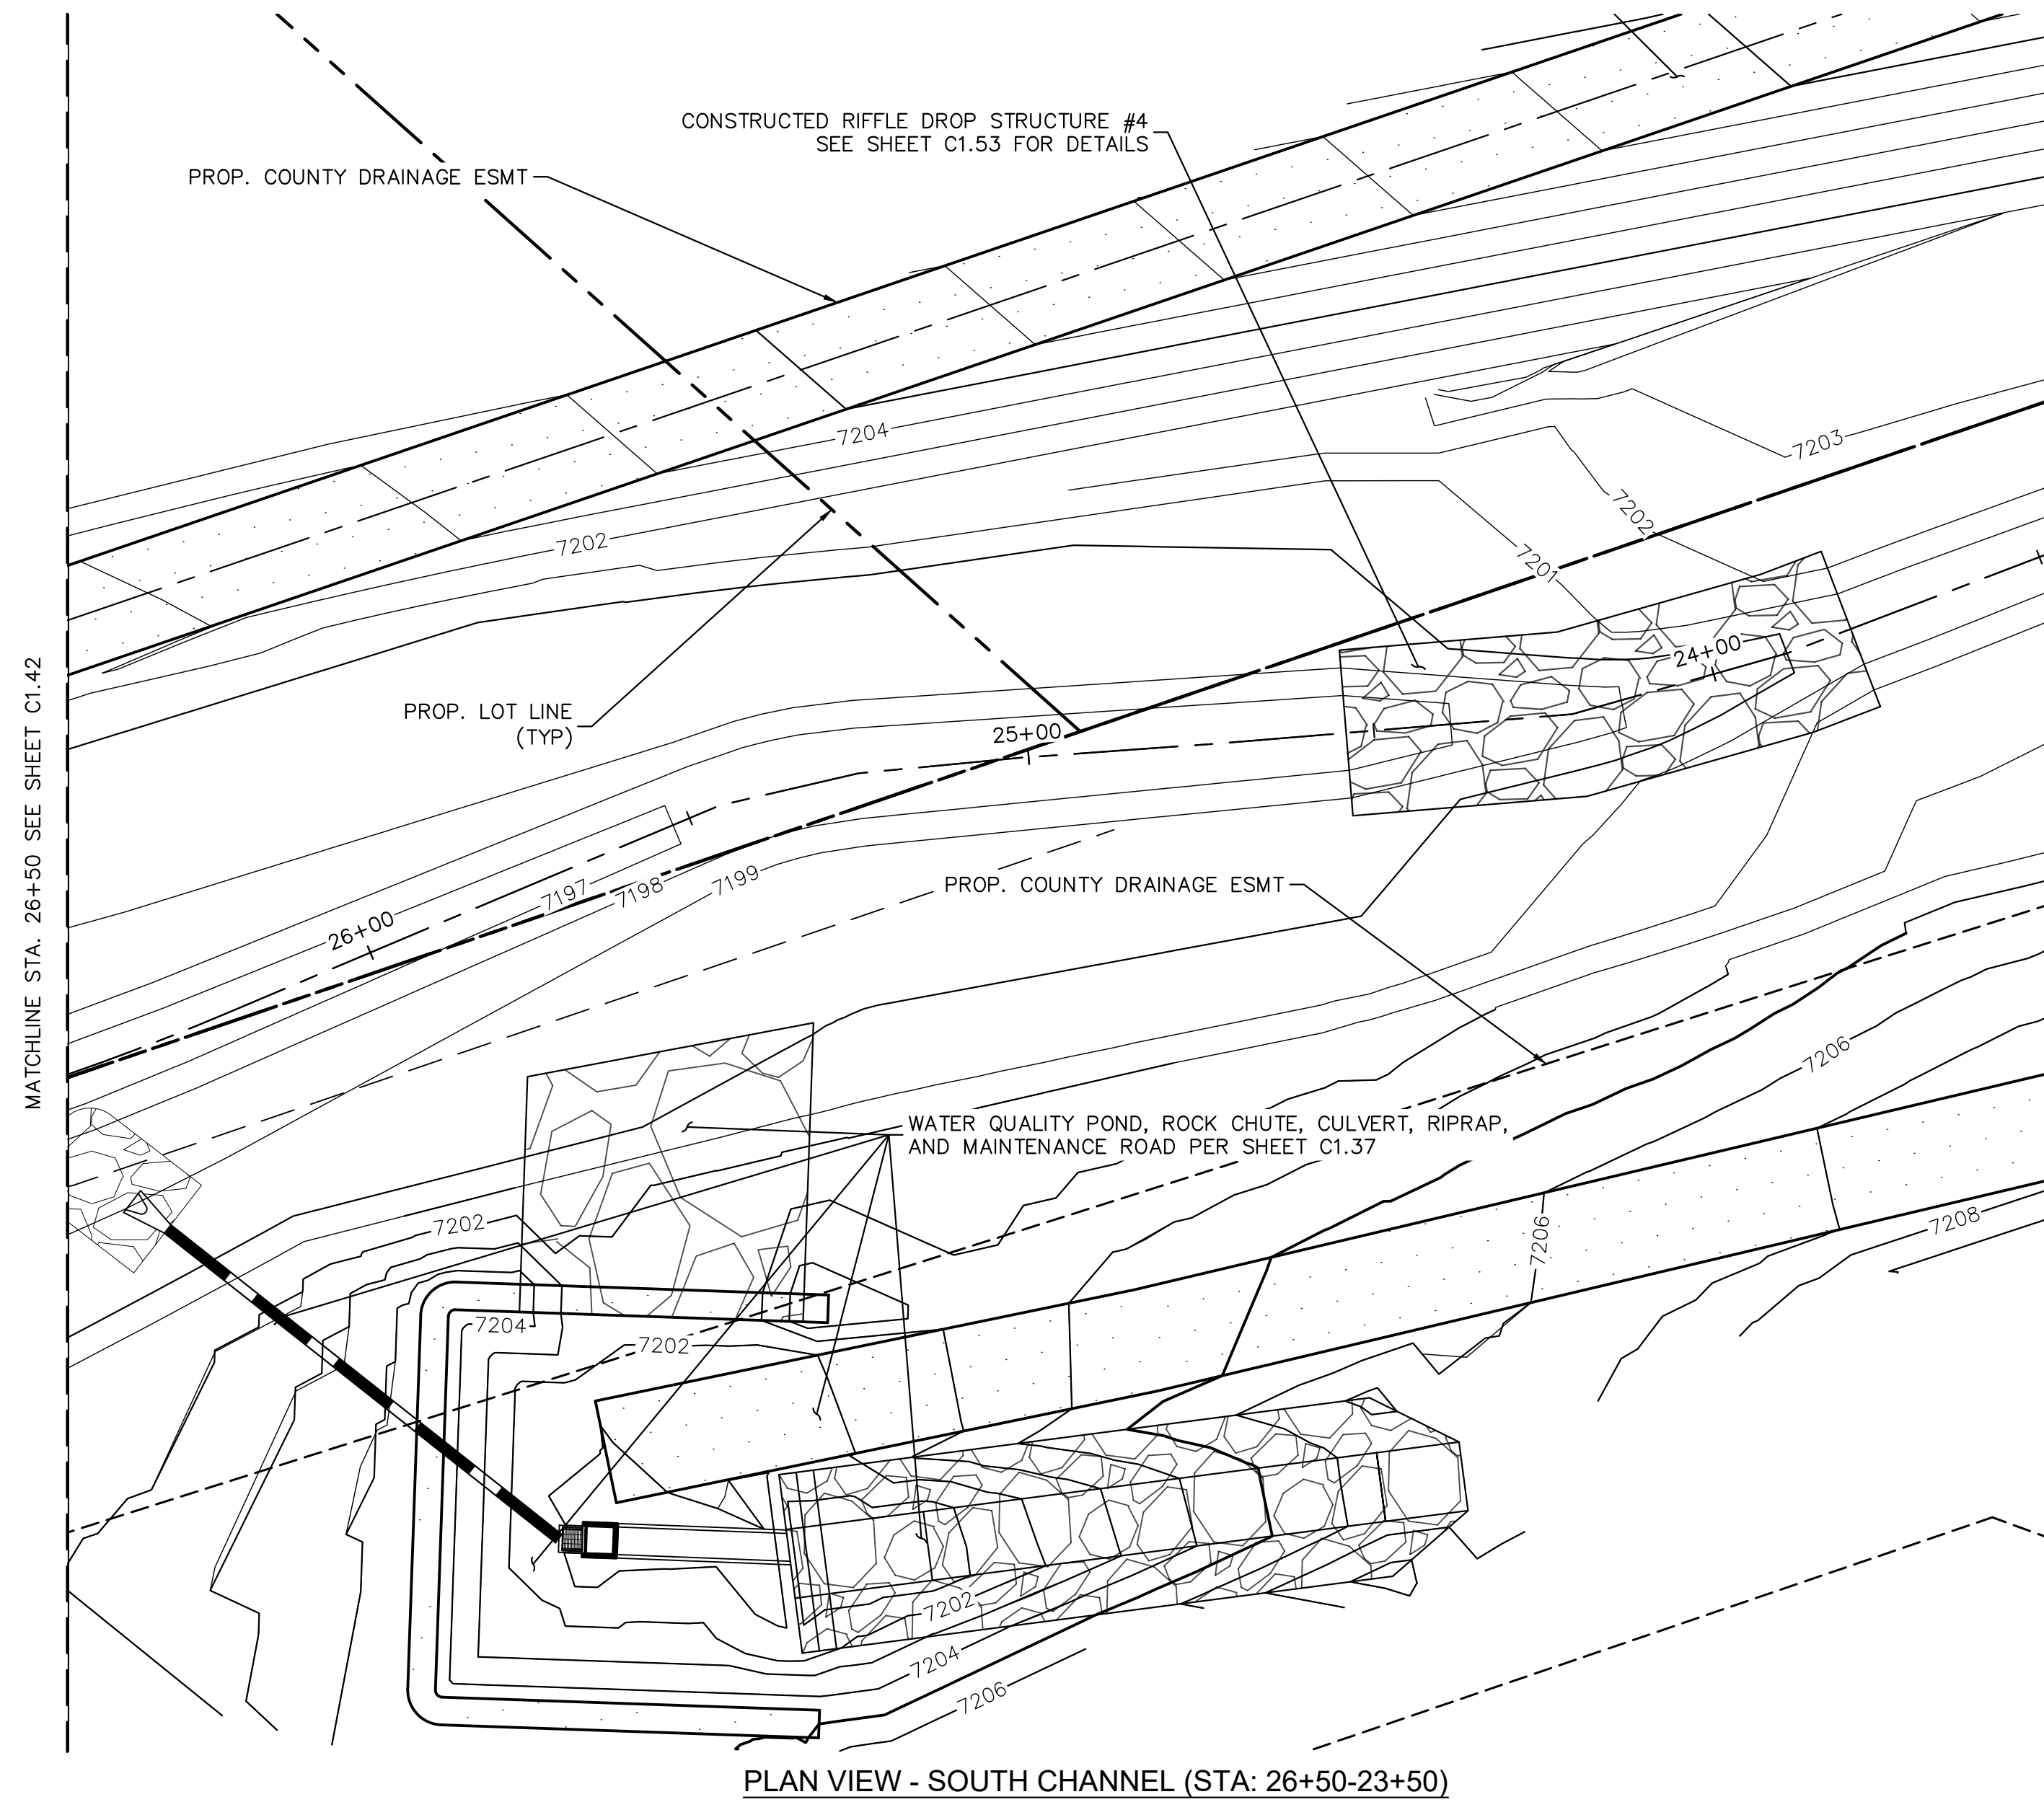 CONSTRUCTED RIFFLE DROP STRUCTURE #4
SEE SHEET C1.53 FOR DETAILS
PROP. COUNTY DRAINAGE ESMT
7204
7203
7202
7202
7201
24+00
PROP. LOT LINE
(TYP)
25+00
MATCHLINE STA. 26+50 SEE SHEET C1.42
7197
7198
7199
PROP. COUNTY DRAINAGE ESMT
26+00
7206
WATER QUALITY POND, ROCK CHUTE, CULVERT, RIPRAP,
AND MAINTENANCE ROAD PER SHEET C1.37
7202
7206
7208
7204
7202
7202
7204
7206
PLAN VIEW - SOUTH CHANNEL (STA: 26+50-23+50)